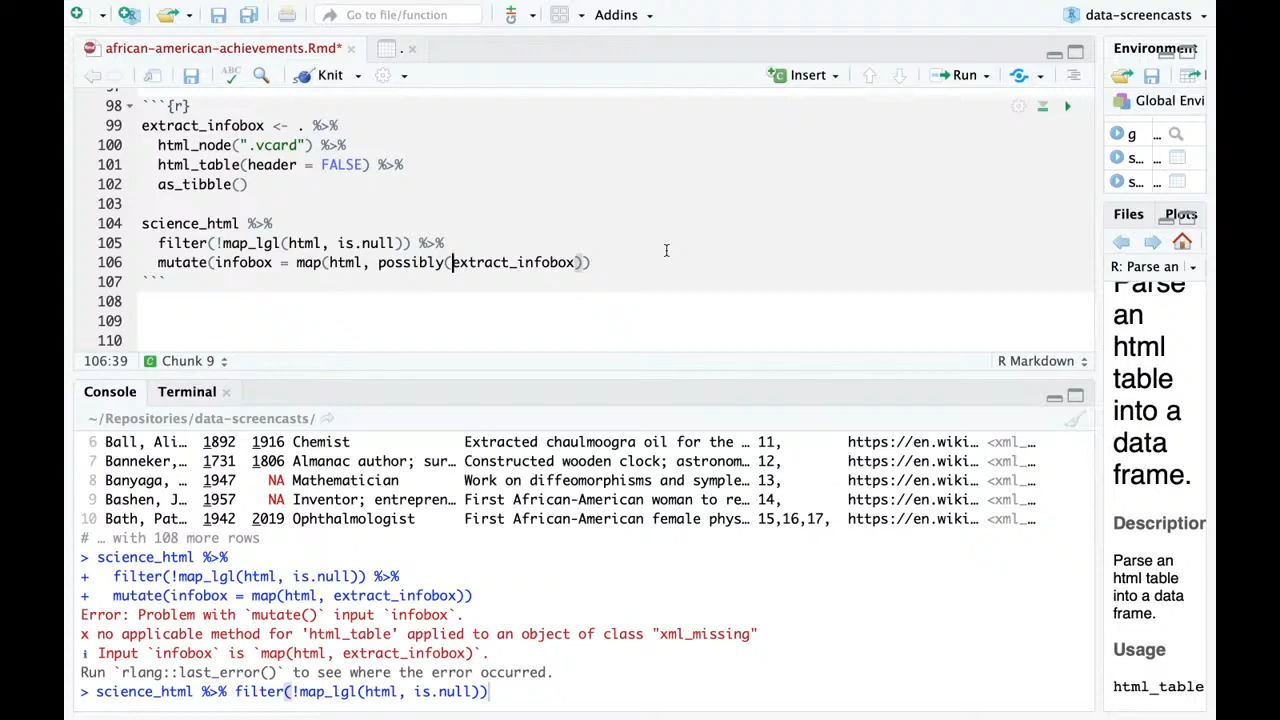 Go to file/function
Addins
data-screencasts
african-american-achievements.Rmd*
.
Environment
ABC
Knit
Insert
Run
Global Envi
98 ```{r}
99 extract_infobox <- . %>%
100 html_node(".vcard") %>%
101 html_table(header = FALSE) %>%
102 as_tibble()
103
104 science_html %>%
105 filter(!map_lgl(html, is.null)) %>%
106 mutate(infobox = map(html, possibly(extract_infobox))
107 ```
108
109
110
g ...
s... ...
s... ...
106:39
Chunk 9
R Markdown
Files
Plots
R: Parse an
Parse
an
html
table
into a
data
frame.
Description
Parse an
html table
into a data
frame.
Usage
html_table
Console
Terminal
~/Repositories/data-screencasts/
6 Ball, Ali… 1892 1916 Chemist Extracted chaulmoogra oil for the … 11, https://en.wiki… <xml_…
7 Banneker,… 1731 1806 Almanac author; sur… Constructed wooden clock; astronom… 12, https://en.wiki… <xml_…
8 Banyaga, … 1947 NA Mathematician Work on diffeomorphisms and symple… 13, https://en.wiki… <xml_…
9 Bashen, J… 1957 NA Inventor; entrepren… First African-American woman to re… 14, https://en.wiki… <xml_…
10 Bath, Pat… 1942 2019 Ophthalmologist First African-American female phys… 15,16,17, https://en.wiki… <xml_…
# … with 108 more rows
> science_html %>%
+ filter(!map_lgl(html, is.null)) %>%
+ mutate(infobox = map(html, extract_infobox))
Error: Problem with `mutate()` input `infobox`.
x no applicable method for 'html_table' applied to an object of class "xml_missing"
ℹ Input `infobox` is `map(html, extract_infobox)`.
Run `rlang::last_error()` to see where the error occurred.
> science_html %>% filter(!map_lgl(html, is.null))